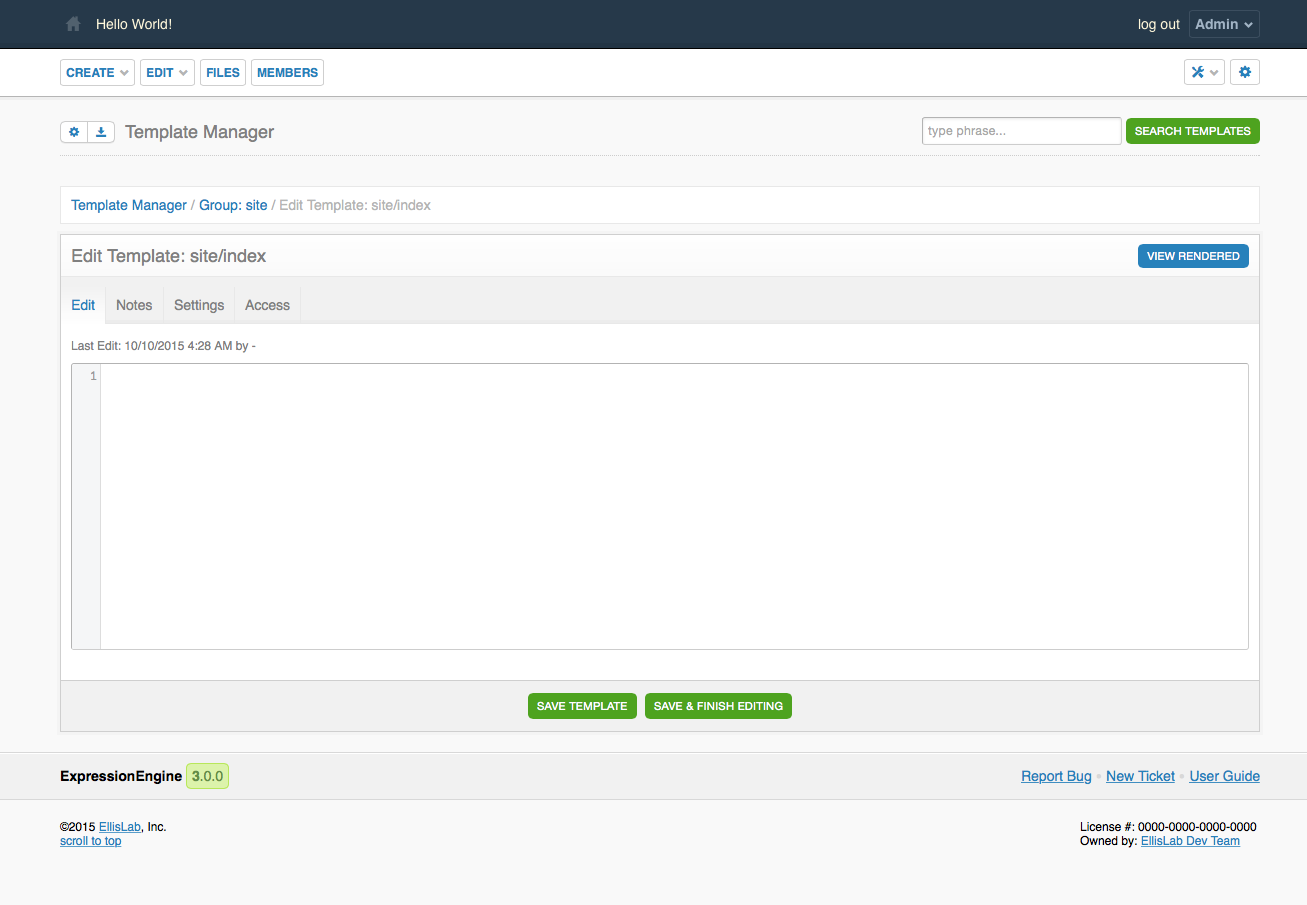 Hello World! log out Admin
CREATE EDIT FILES MEMBERS
Template Manager type phrase... SEARCH TEMPLATES
Template Manager / Group: site / Edit Template: site/index
Edit Template: site/index VIEW RENDERED
Edit Notes Settings Access
Last Edit: 10/10/2015 4:28 AM by -
1
SAVE TEMPLATE SAVE & FINISH EDITING
ExpressionEngine 3.0.0 Report Bug • New Ticket • User Guide
©2015 EllisLab, Inc. License #: 0000-0000-0000-0000
scroll to top Owned by: EllisLab Dev Team